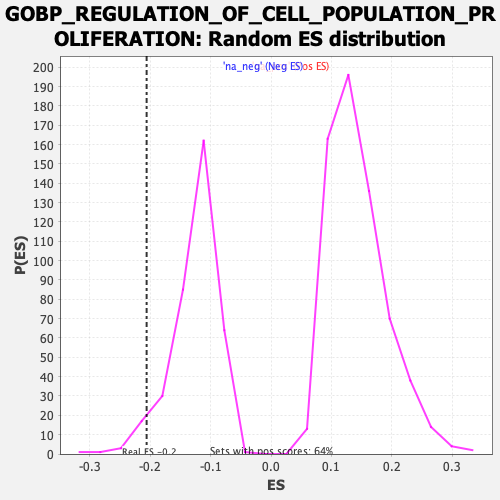 GOBP_REGULATION_OF_CELL_POPULATION_PR
OLIFERATION: Random ES distribution
'na_neg' (Neg ES) os ES)
200
190
180
170
160
150
140
130
120
110
100
90
80
70
60
50
40
30
20
10
0
P(ES)
Real ES -0.2
Sets with pos scores: 64%
-0.3 -0.2 -0.1 0.0 0.1 0.2 0.3
ES